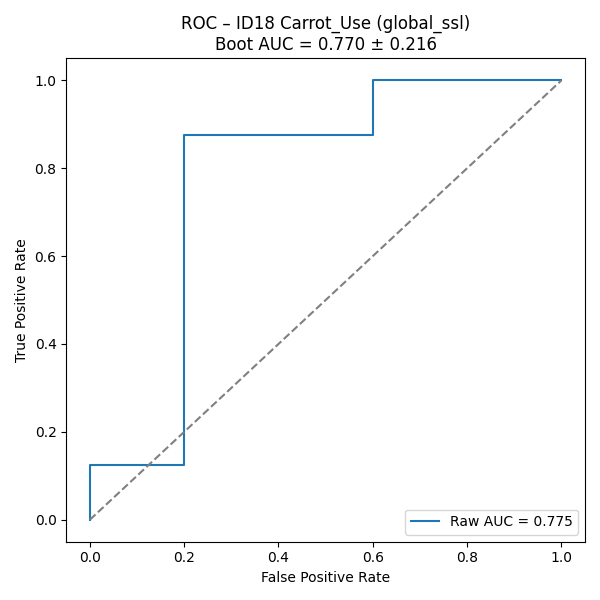 ROC – ID18 Carrot_Use (global_ssl)
Boot AUC = 0.770 ± 0.216
1.0
0.8
0.6
0.4
0.2
0.0
True Positive Rate
Raw AUC = 0.775
0.0 0.2 0.4 0.6 0.8 1.0
False Positive Rate